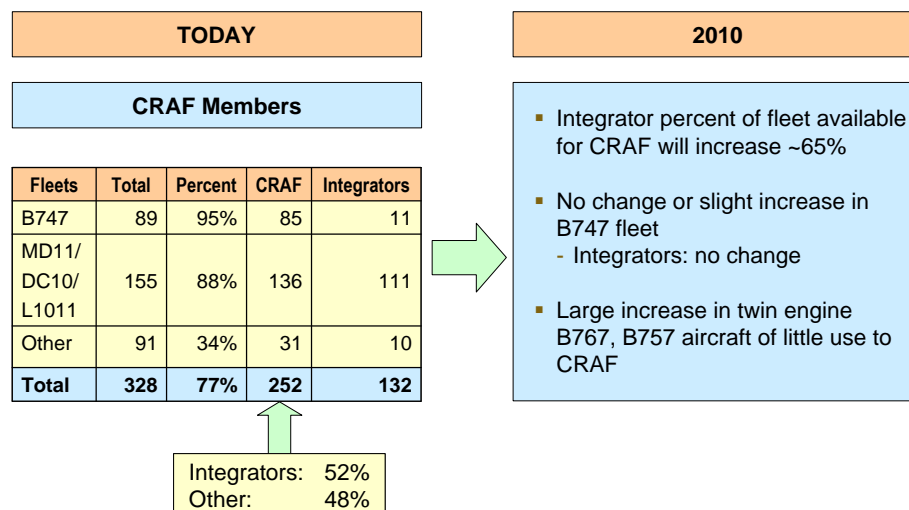 TODAY
CRAF Members
Fleets Total Percent CRAF Integrators
B747 89 95% 85 11
MD11/
DC10/
L1011 155 88% 136 111
Other 91 34% 31 10
Total 328 77% 252 132
Integrators: 52%
Other: 48%
2010
▪ Integrator percent of fleet available
for CRAF will increase ~65%
▪ No change or slight increase in
B747 fleet
- Integrators: no change
▪ Large increase in twin engine
B767, B757 aircraft of little use to
CRAF